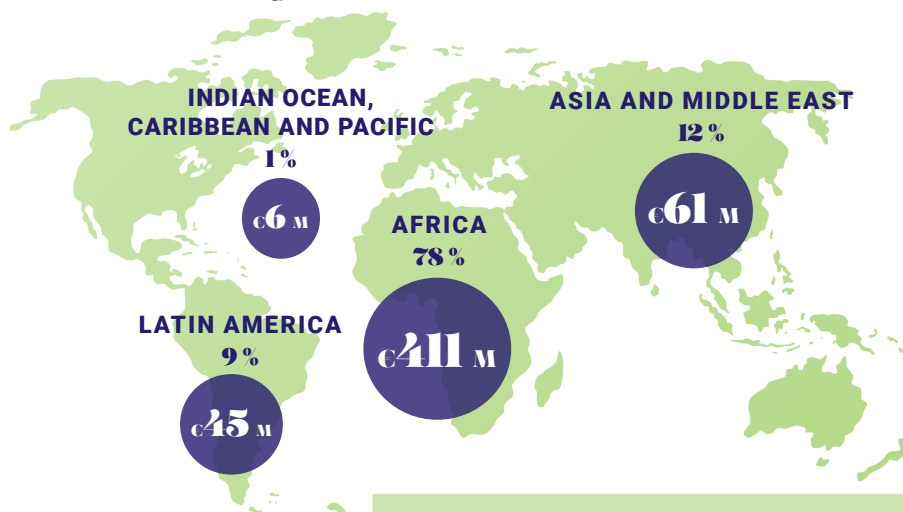 INDIAN OCEAN,
CARIBBEAN AND PACIFIC
1 %
€6 M
ASIA AND MIDDLE EAST
12 %
€61 M
AFRICA
78 %
€411 M
LATIN AMERICA
9 %
€45 M